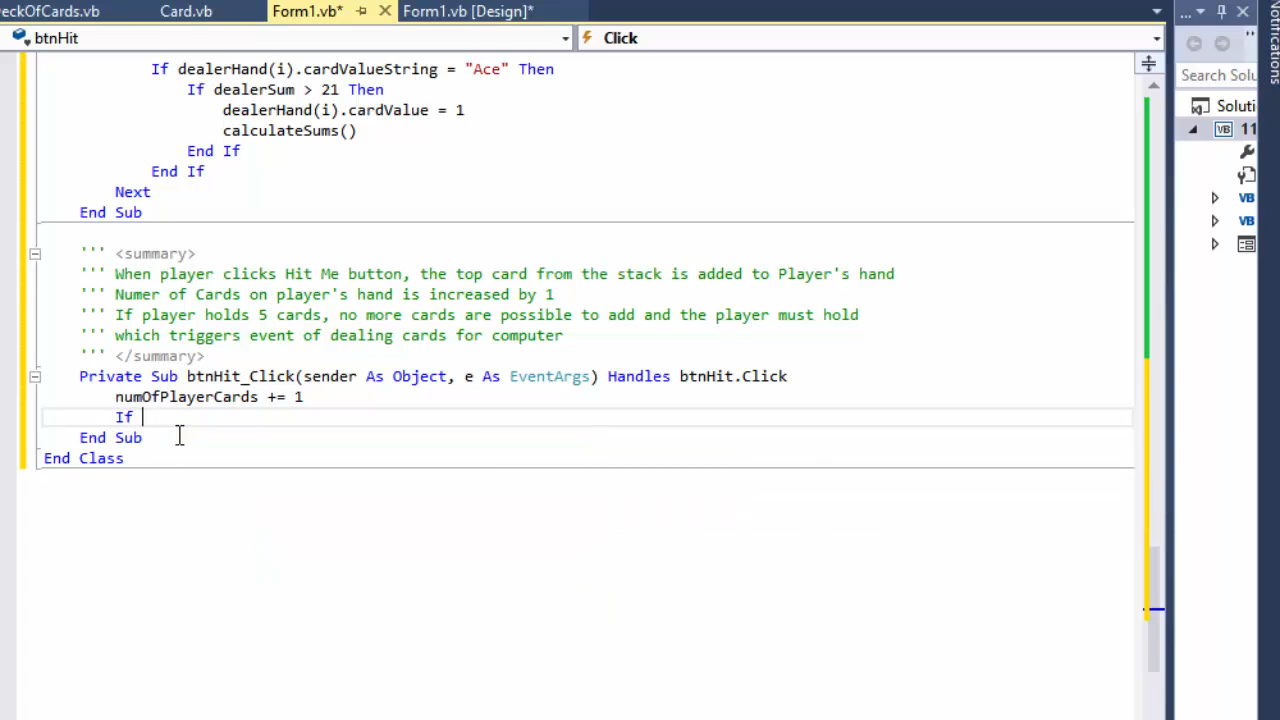 eckOfCards.vb Card.vb Form1.vb* Form1.vb [Design]*
btnHit Click
If dealerHand(i).cardValueString = "Ace" Then
If dealerSum > 21 Then
dealerHand(i).cardValue = 1
calculateSums()
End If
End If
Next
End Sub
''' <summary>
''' When player clicks Hit Me button, the top card from the stack is added to Player's hand
''' Numer of Cards on player's hand is increased by 1
''' If player holds 5 cards, no more cards are possible to add and the player must hold
''' which triggers event of dealing cards for computer
''' </summary>
Private Sub btnHit_Click(sender As Object, e As EventArgs) Handles btnHit.Click
numOfPlayerCards += 1
If
End Sub
End Class
...
Search Solu
Soluti
VB 11
VB
VB
Notifications